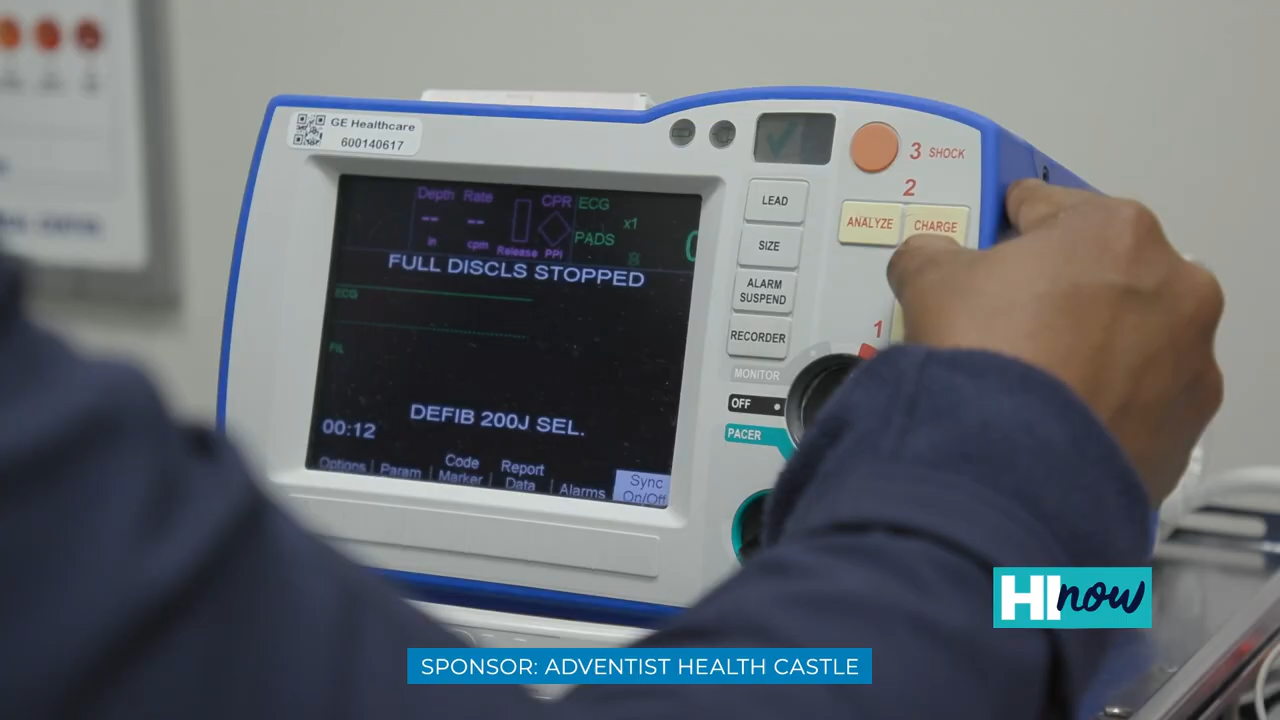 GE Healthcare
600140617
Depth Rate CPR ECG
x1
-- -- PADS
in cpm Release PPI
FULL DISCLS STOPPED
ECG
DEFIB 200J SEL.
00:12
Options Param Code Marker Report Data Alarms Sync On/Off
LEAD
SIZE
ALARM SUSPEND
RECORDER
MONITOR
OFF
PACER
3 SHOCK
2
ANALYZE CHARGE
1
HI now
SPONSOR: ADVENTIST HEALTH CASTLE